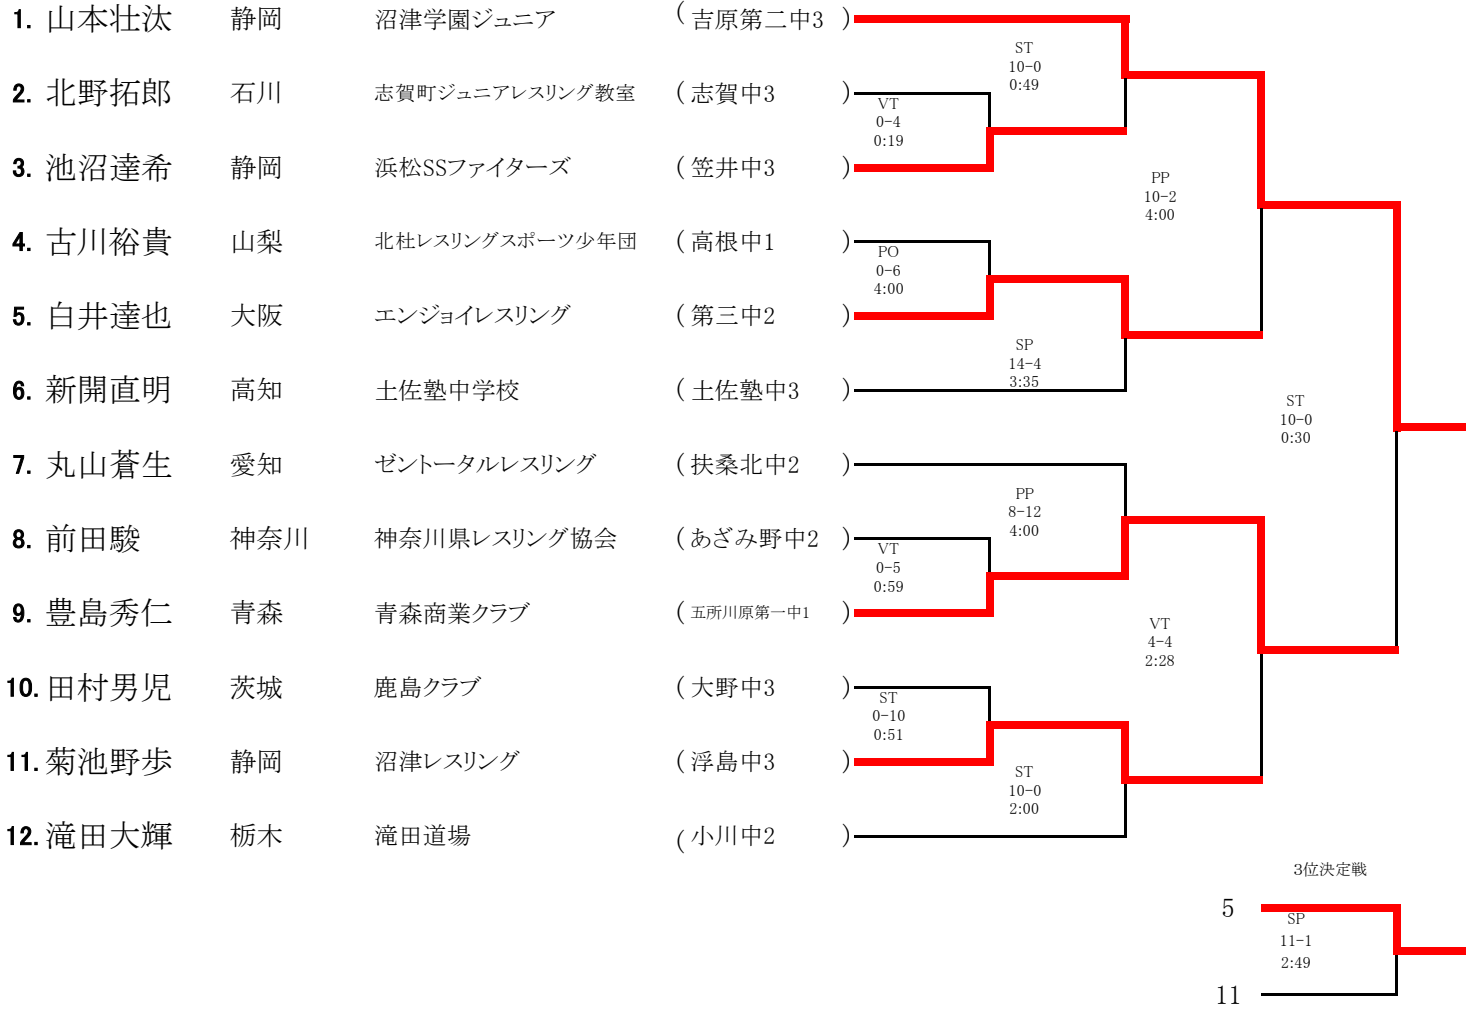 1. 山本壮汰 静岡 沼津学園ジュニア ( 吉原第二中3 )
ST
10-0
0:49
2. 北野拓郎 石川 志賀町ジュニアレスリング教室 ( 志賀中3 )
VT
0-4
0:19
3. 池沼達希 静岡 浜松SSファイターズ ( 笠井中3 )
PP
10-2
4:00
4. 古川裕貴 山梨 北杜レスリングスポーツ少年団 ( 高根中1 )
PO
0-6
4:00
5. 白井達也 大阪 エンジョイレスリング ( 第三中2 )
SP
14-4
3:35
6. 新開直明 高知 土佐塾中学校 ( 土佐塾中3 )
ST
10-0
0:30
7. 丸山蒼生 愛知 ゼントータルレスリング ( 扶桑北中2 )
PP
8-12
4:00
8. 前田駿 神奈川 神奈川県レスリング協会 ( あざみ野中2 )
VT
0-5
0:59
9. 豊島秀仁 青森 青森商業クラブ ( 五所川原第一中1 )
VT
4-4
2:28
10. 田村男児 茨城 鹿島クラブ ( 大野中3 )
ST
0-10
0:51
11. 菊池野歩 静岡 沼津レスリング ( 浮島中3 )
ST
10-0
2:00
12. 滝田大輝 栃木 滝田道場 ( 小川中2 )
3位決定戦
5
SP
11-1
2:49
11